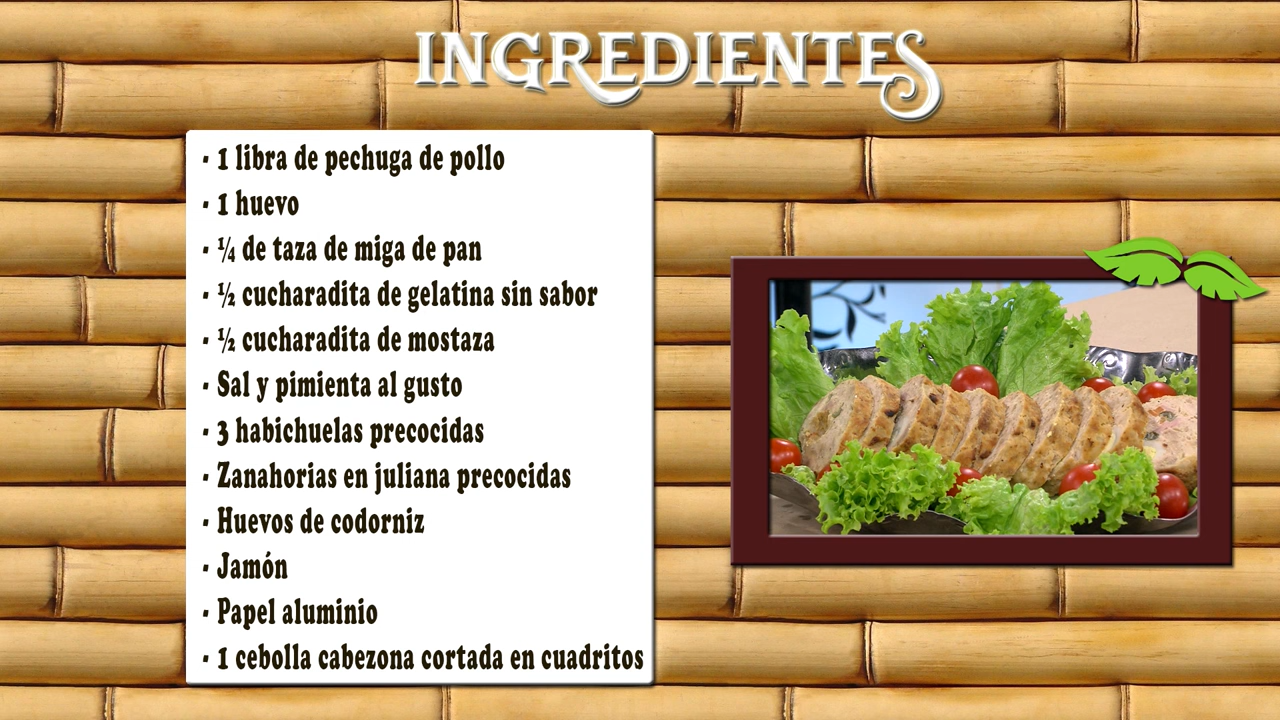 INGREDIENTES
· 1 libra de pechuga de pollo
· 1 huevo
· ¼ de taza de miga de pan
· ½ cucharadita de gelatina sin sabor
· ½ cucharadita de mostaza
· Sal y pimienta al gusto
· 3 habichuelas precocidas
· Zanahorias en juliana precocidas
· Huevos de codorniz
· Jamón
· Papel aluminio
· 1 cebolla cabezona cortada en cuadritos